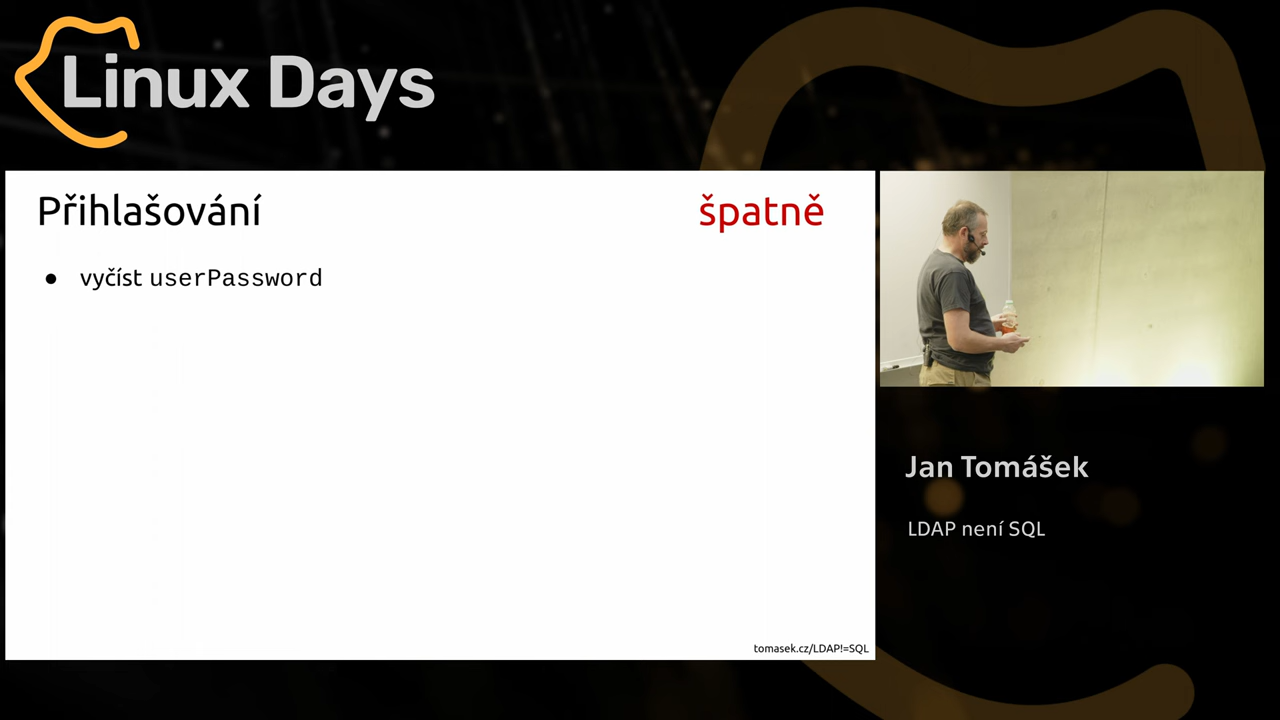 Linux Days
Přihlašování
špatně
● vyčíst userPassword
tomasek.cz/LDAP!=SQL
Jan Tomášek
LDAP není SQL